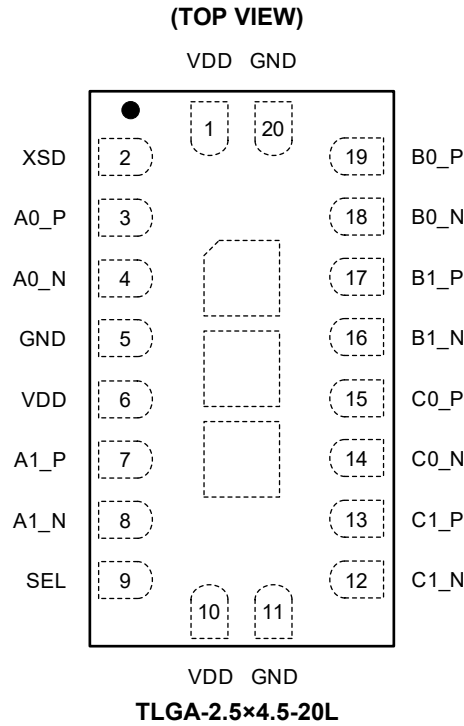 (TOP VIEW)
VDD GND
1 20
XSD 2 19 B0_P
A0_P 3 18 B0_N
A0_N 4 17 B1_P
GND 5 16 B1_N
VDD 6 15 C0_P
A1_P 7 14 C0_N
A1_N 8 13 C1_P
SEL 9 12 C1_N
10 11
VDD GND
TLGA-2.5×4.5-20L